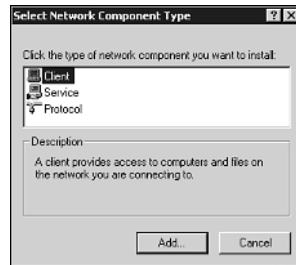 Select Network Component Type
Click the type of network component you want to install:
Client
Service
Protocol
Description
A client provides access to computers and files on
the network you are connecting to.
Add...
Cancel